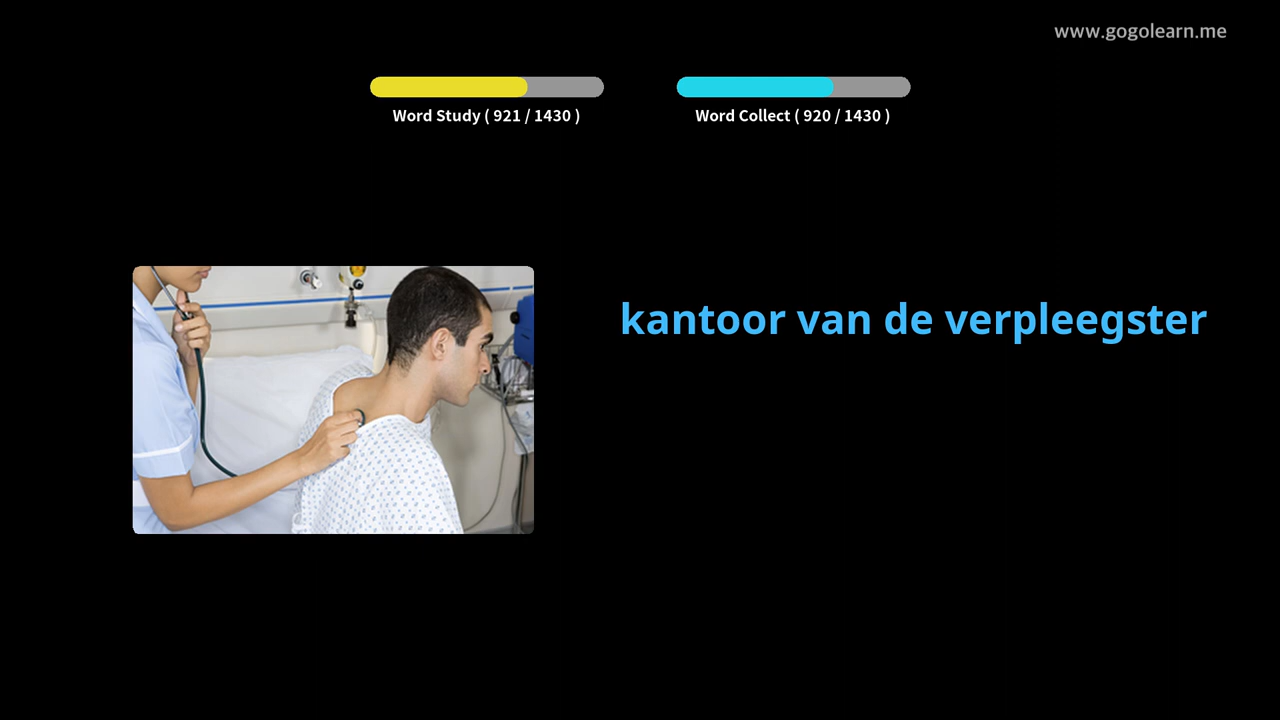 www.gogolearn.me
Word Study ( 921 / 1430 )
Word Collect ( 920 / 1430 )
kantoor van de verpleegster